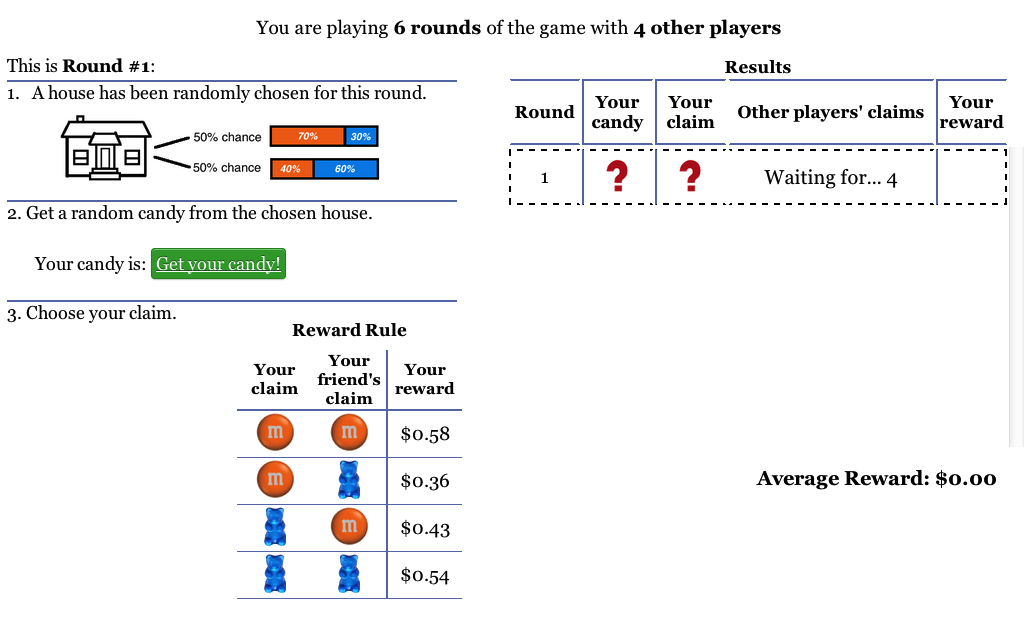 You are playing 6 rounds of the game with 4 other players
This is Round #1:
1. A house has been randomly chosen for this round.
50% chance 70% 30%
50% chance 40% 60%
2. Get a random candy from the chosen house.
Your candy is: Get your candy!
3. Choose your claim.
Reward Rule
Your claim Your friend's claim Your reward
m m $0.58
m $0.36
m $0.43
$0.54
Results
Round Your candy Your claim Other players' claims Your reward
1 ? ? Waiting for... 4
Average Reward: $0.00